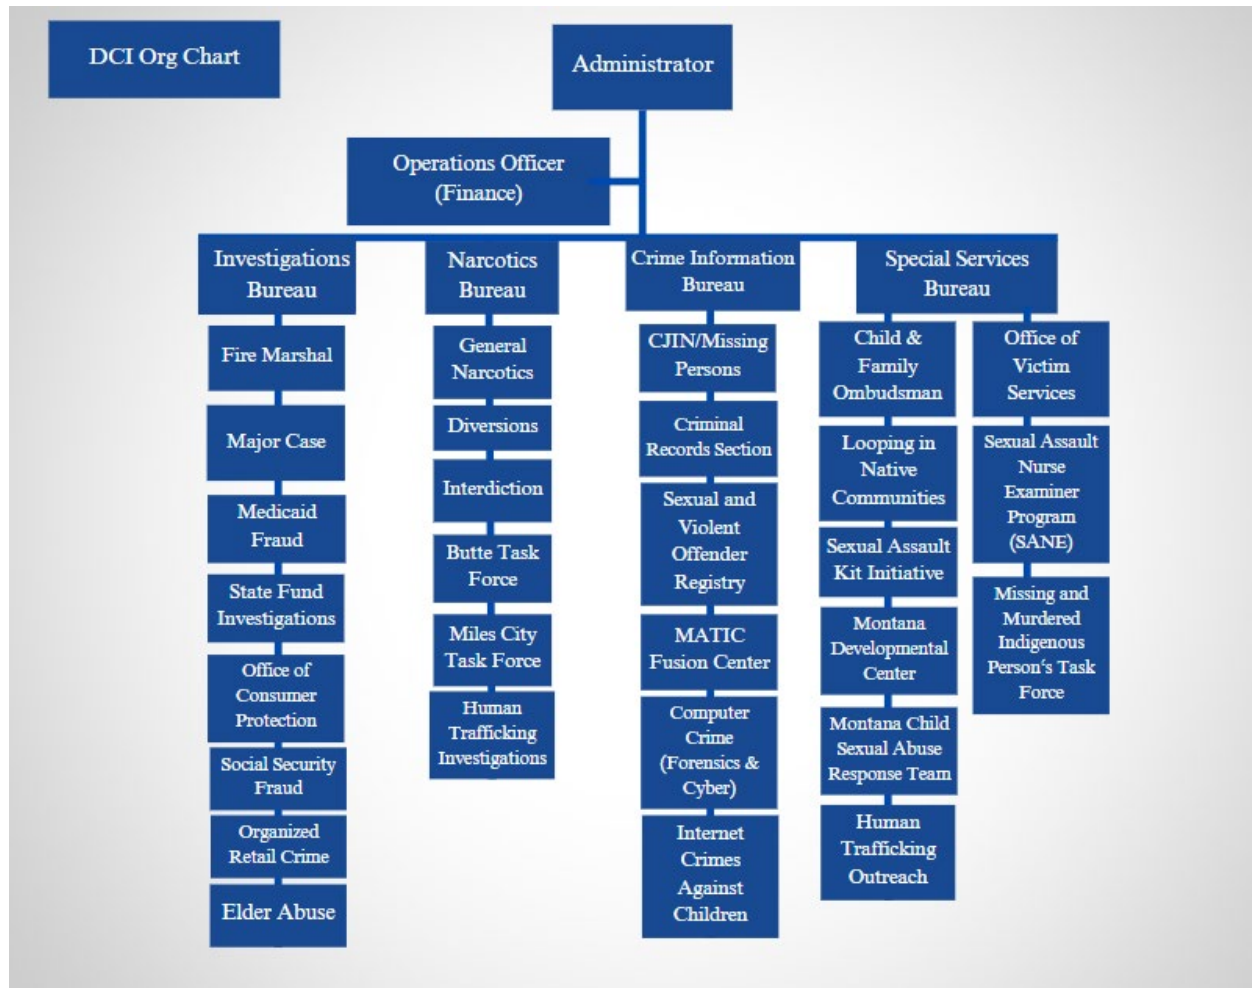 DCI Org Chart
Administrator
Operations Officer
(Finance)
Investigations
Bureau
Fire Marshal
Major Case
Medicaid
Fraud
State Fund
Investigations
Office of
Consumer
Protection
Social Security
Fraud
Organized
Retail Crime
Elder Abuse
Narcotics
Bureau
General
Narcotics
Diversions
Interdiction
Butte Task
Force
Miles City
Task Force
Human
Trafficking
Investigations
Crime Information
Bureau
CJIN/Missing
Persons
Criminal
Records Section
Sexual and
Violent
Offender
Registry
MATIC
Fusion Center
Computer
Crime
(Forensics &
Cyber)
Internet
Crimes
Against
Children
Special Services
Bureau
Child &
Family
Ombudsman
Looping in
Native
Communities
Sexual Assault
Kit Initiative
Montana
Developmental
Center
Montana Child
Sexual Abuse
Response Team
Human
Trafficking
Outreach
Office of
Victim
Services
Sexual Assault
Nurse
Examiner
Program
(SANE)
Missing and
Murdered
Indigenous
Person‘s Task
Force